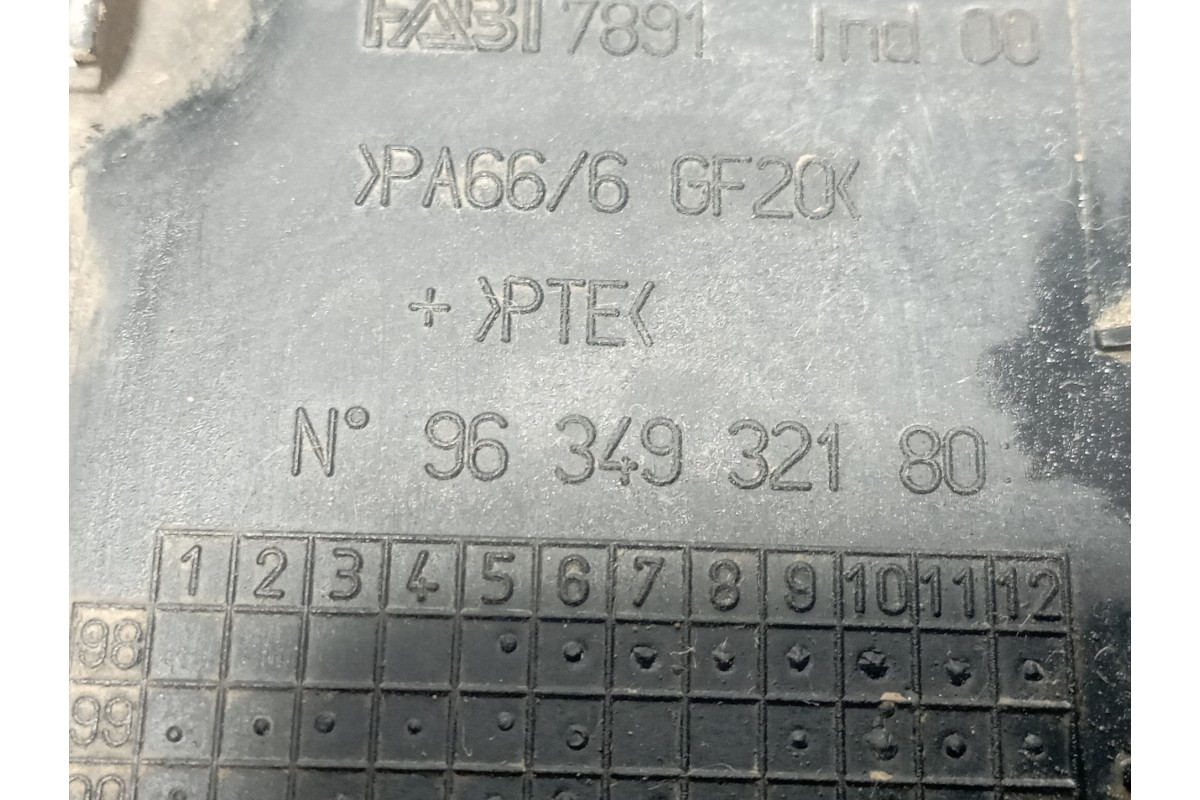 FABI 7891 Ind 00
>PA66/6 GF20<
+ >PTE<
N° 96 349 321 80
1 2 3 4 5 6 7 8 9 10 11 12
98
99